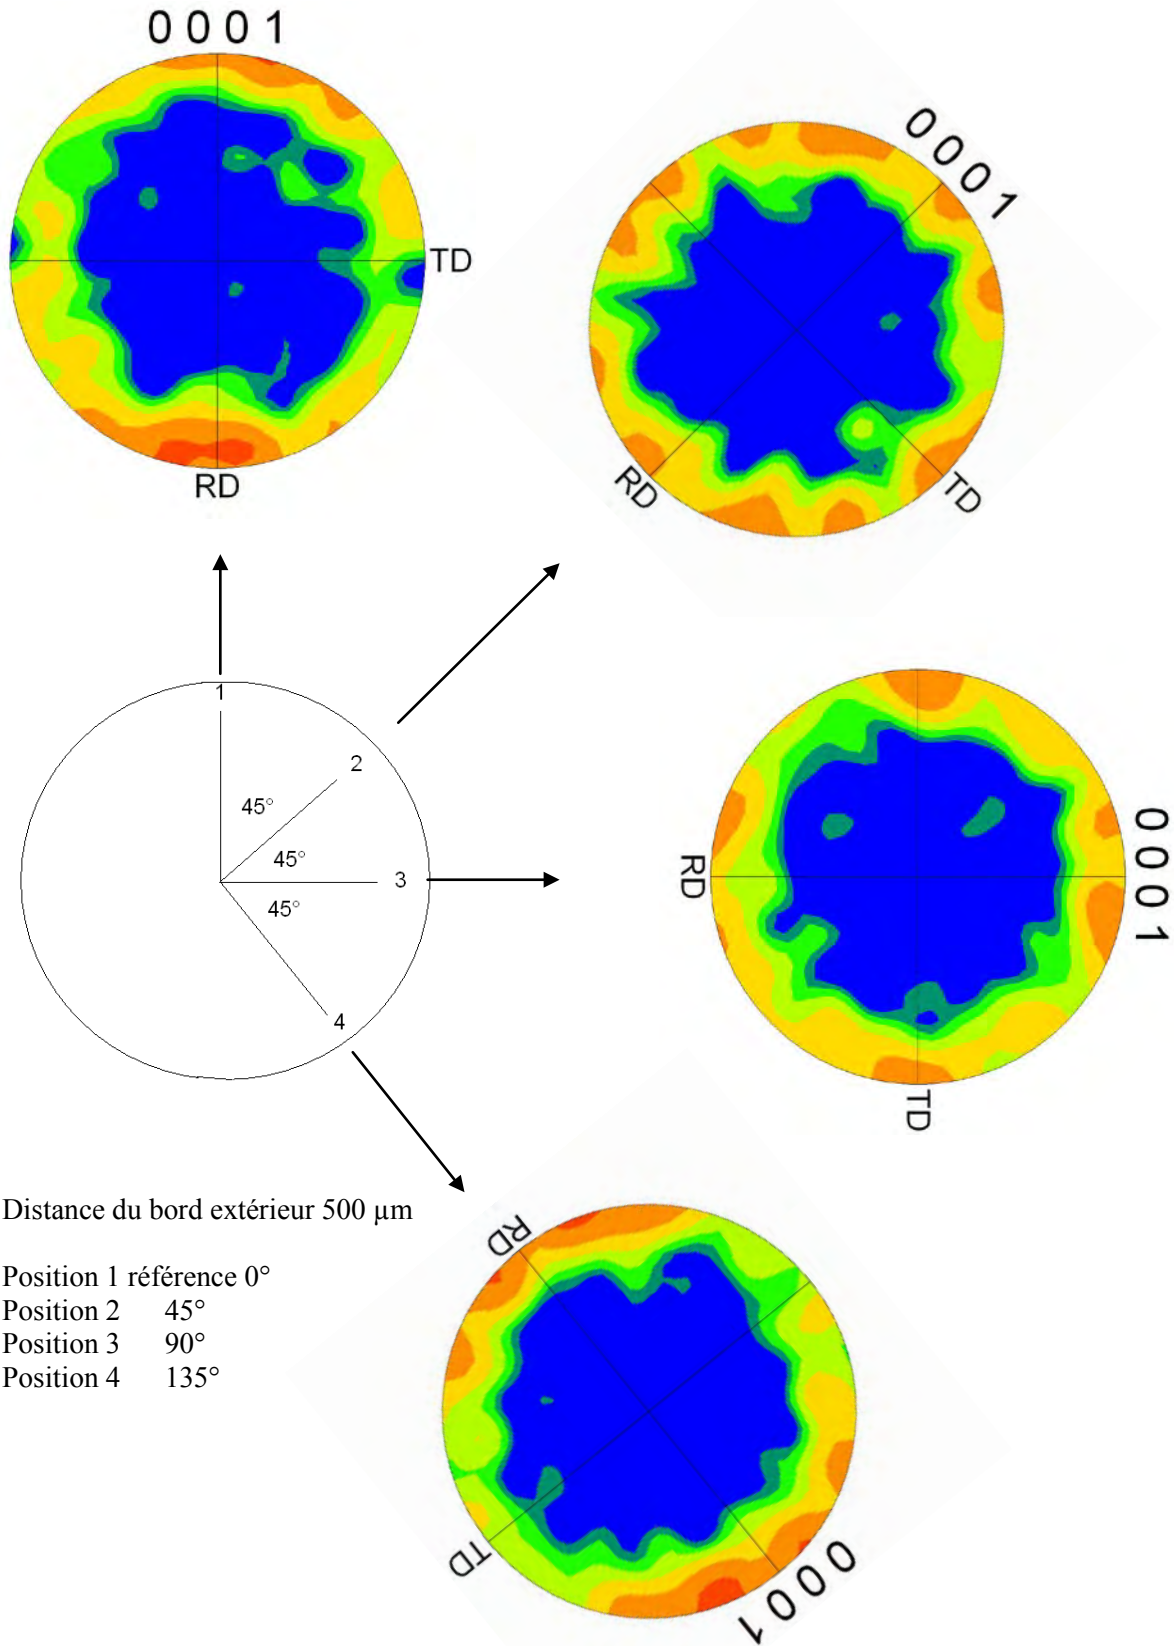 0 0 0 1
TD
RD
0 0 0 1
RD
TD
1
2
45°
45°
3
45°
4
RD
0 0 0 1
TD
Distance du bord extérieur 500 µm
Position 1 référence 0°
Position 2 45°
Position 3 90°
Position 4 135°
RD
TD
0 0 0 1